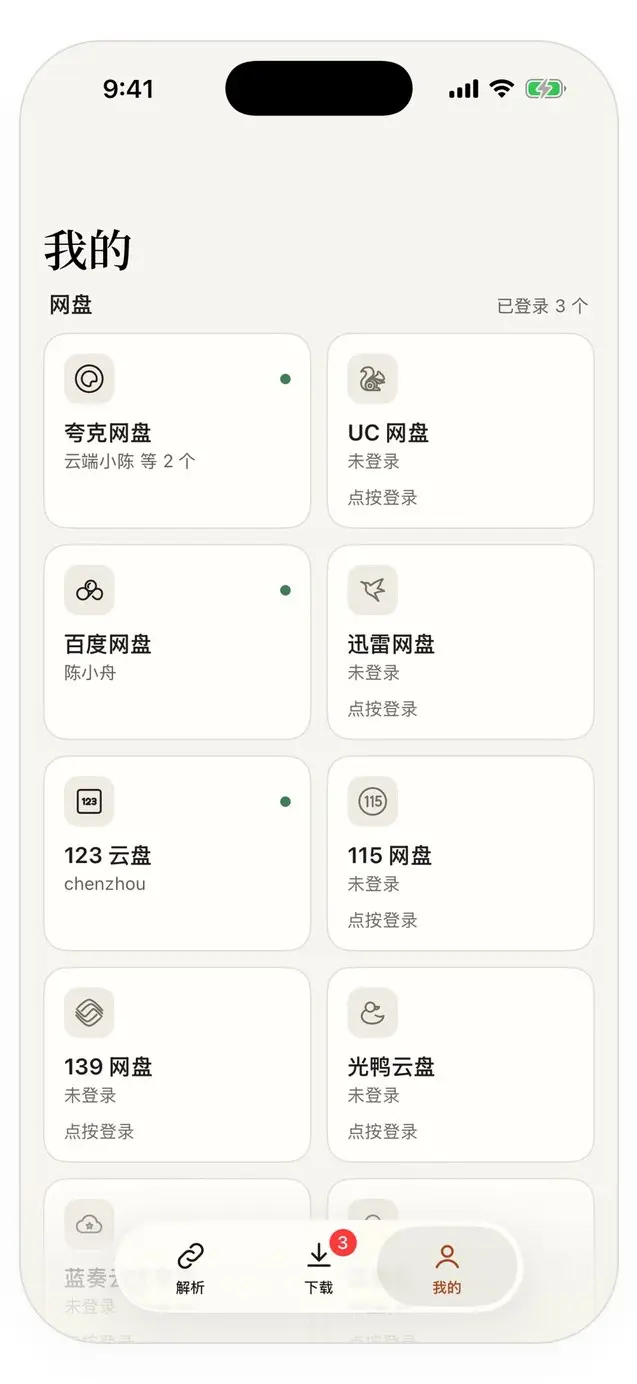 9:41
我的
网盘
已登录 3 个
夸克网盘
云端小陈 等 2 个
UC 网盘
未登录
点按登录
百度网盘
陈小舟
迅雷网盘
未登录
点按登录
123
123 云盘
chenzhou
115
115 网盘
未登录
点按登录
139 网盘
未登录
点按登录
光鸭云盘
未登录
点按登录
蓝奏
未登录
3
解析
下载
我的